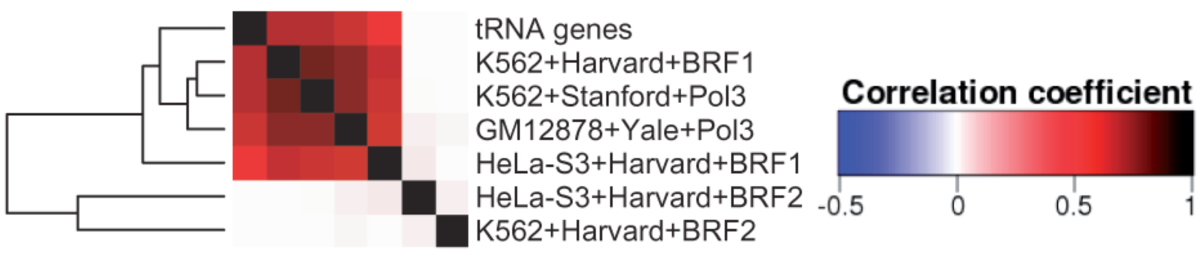 tRNA genes
K562+Harvard+BRF1
K562+Stanford+Pol3
GM12878+Yale+Pol3
HeLa-S3+Harvard+BRF1
HeLa-S3+Harvard+BRF2
K562+Harvard+BRF2
Correlation coefficient
-0.5 0 0.5 1